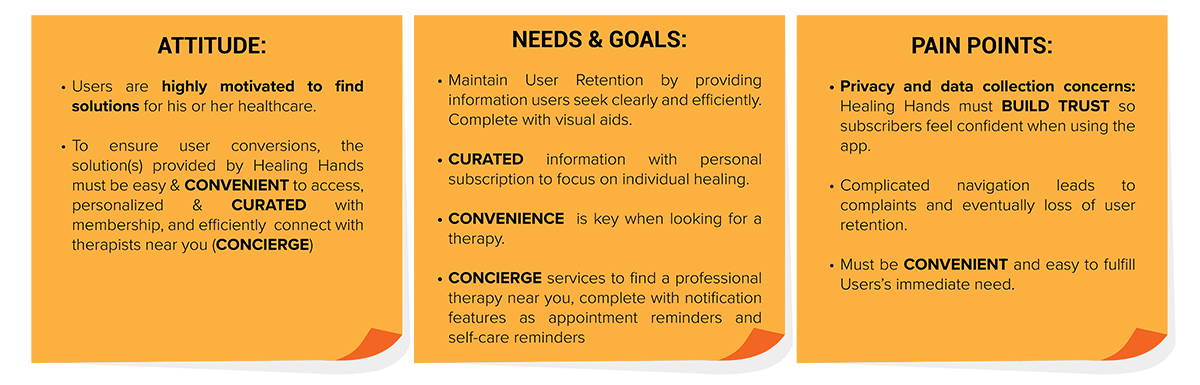 ATTITUDE:
• Users are highly motivated to find
solutions for his or her healthcare.
• To ensure user conversions, the
solution(s) provided by Healing Hands
must be easy & CONVENIENT to access,
personalized & CURATED with
membership, and efficiently connect with
therapists near you (CONCIERGE)
NEEDS & GOALS:
• Maintain User Retention by providing
information users seek clearly and efficiently.
Complete with visual aids.
• CURATED information with personal
subscription to focus on individual healing.
• CONVENIENCE is key when looking for a
therapy.
• CONCIERGE services to find a professional
therapy near you, complete with notification
features as appointment reminders and
self-care reminders
PAIN POINTS:
• Privacy and data collection concerns:
Healing Hands must BUILD TRUST so
subscribers feel confident when using the
app.
• Complicated navigation leads to
complaints and eventually loss of user
retention.
• Must be CONVENIENT and easy to fulfill
Users's immediate need.